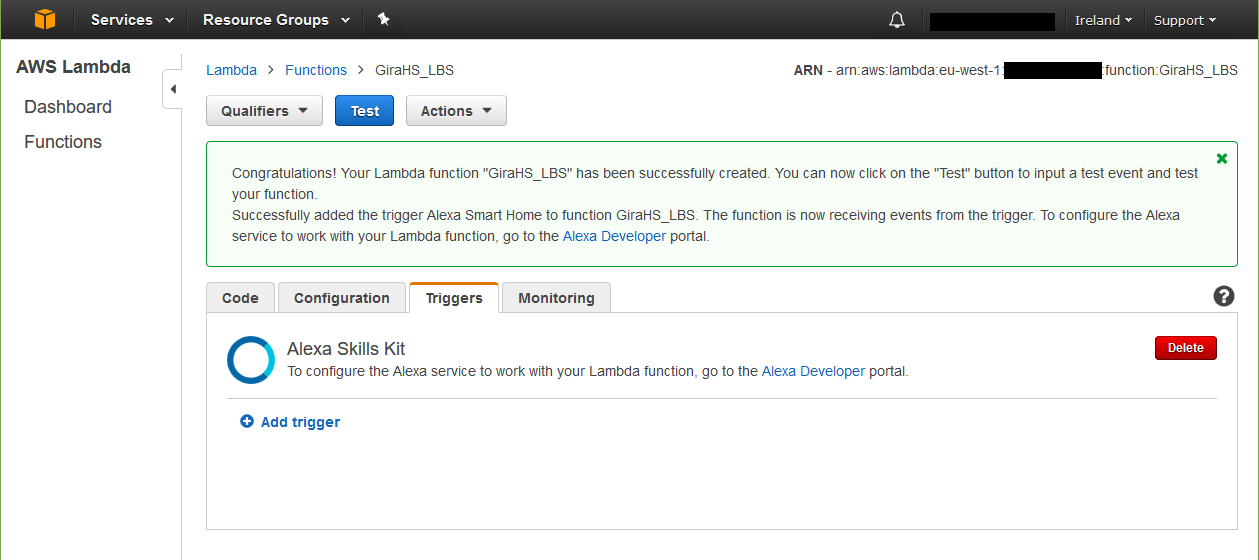 Services Resource Groups Ireland Support
AWS Lambda
Dashboard
Functions
Lambda > Functions > GiraHS_LBS ARN - arn:aws:lambda:eu-west-1: :function:GiraHS_LBS
Qualifiers Test Actions
Congratulations! Your Lambda function "GiraHS_LBS" has been successfully created. You can now click on the "Test" button to input a test event and test
your function.
Successfully added the trigger Alexa Smart Home to function GiraHS_LBS. The function is now receiving events from the trigger. To configure the Alexa
service to work with your Lambda function, go to the Alexa Developer portal.
Code Configuration Triggers Monitoring ?
Alexa Skills Kit Delete
To configure the Alexa service to work with your Lambda function, go to the Alexa Developer portal.
Add trigger